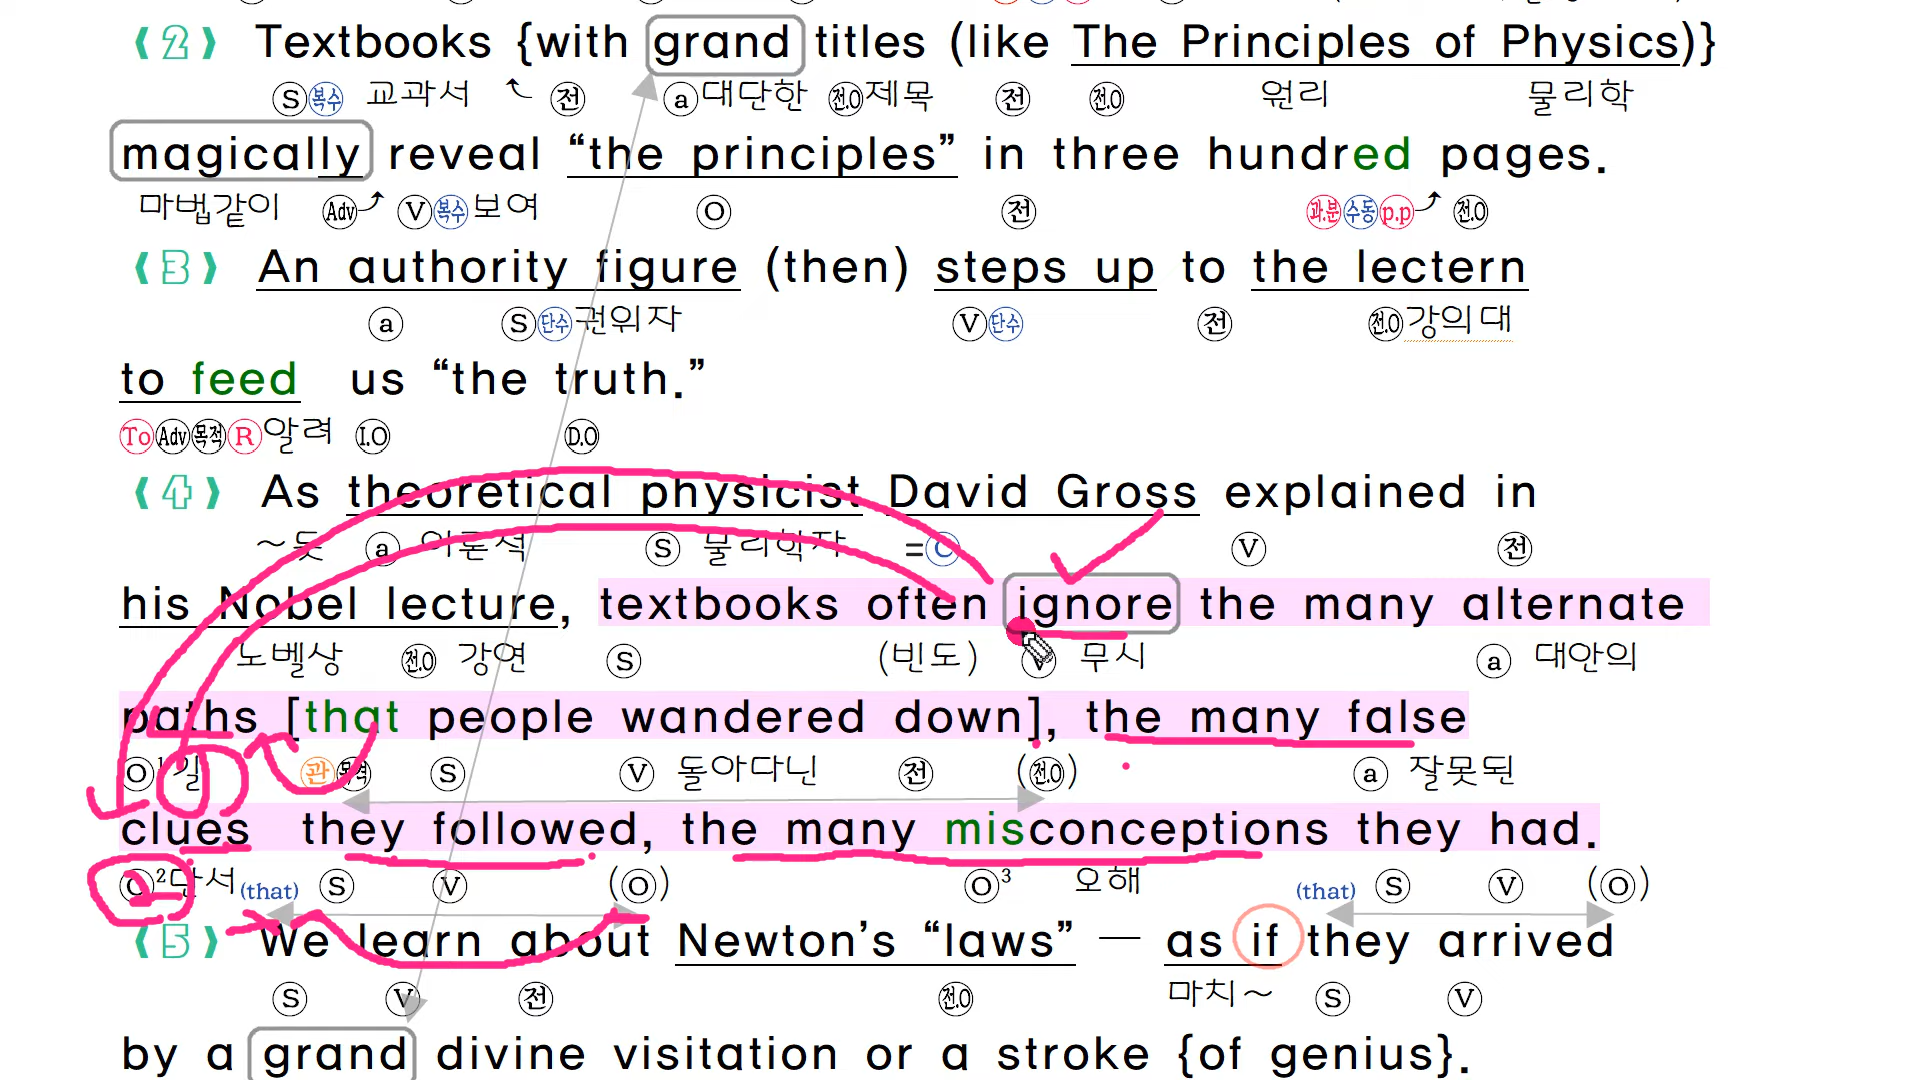 (2) Textbooks {with grand titles (like The Principles of Physics)}
S 복수 교과서 전 a 대단한 전.O 제목 전 전.O 원리 물리학
magically reveal “the principles” in three hundred pages.
마법같이 Adv V 복수 보여 O 전 과.분 수동 p.p 전.O
(3) An authority figure (then) steps up to the lectern
a S 단수 권위자 V 단수 전 전.O 강의대
to feed us “the truth.”
To Adv 목적 R 알려 I.O D.O
(4) As theoretical physicist David Gross explained in
~듯 a 이론적 S 물리학자 =C V 전
his Nobel lecture, textbooks often ignore the many alternate
노벨상 전.O 강연 S (빈도) V 무시 a 대안의
paths [that people wandered down], the many false
O¹ 일 관 목적 S V 돌아다닌 전 (전.O) a 잘못된
clues they followed, the many misconceptions they had.
O² 단서 (that) S V (O) O³ 오해 (that) S V (O)
(5) We learn about Newton’s “laws” — as if they arrived
S V 전 전.O 마치~ S V
by a grand divine visitation or a stroke {of genius}.